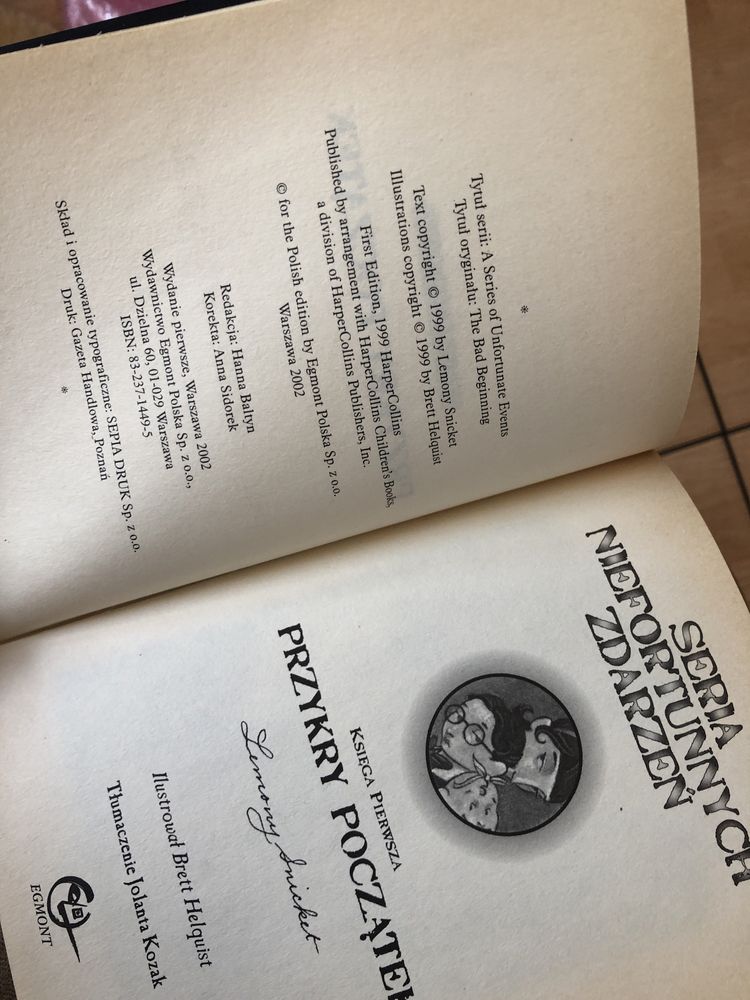 *
Tytuł serii: A Series of Unfortunate Events
Tytuł oryginału: The Bad Beginning
Text copyright © 1999 by Lemony Snicket
Illustrations copyright © 1999 by Brett Helquist
First Edition, 1999 HarperCollins
Published by arrangement with HarperCollins Children's Books,
a division of HarperCollins Publishers, Inc.
© for the Polish edition by Egmont Polska Sp. z o.o.
Warszawa 2002
Redakcja: Hanna Baltyn
Korekta: Anna Sidorek
Wydanie pierwsze, Warszawa 2002
Wydawnictwo Egmont Polska Sp. z o.o.,
ul. Dzielna 60, 01-029 Warszawa
ISBN: 83-237-1449-5
Skład i opracowanie typograficzne: SEPIA DRUK Sp. z o.o.
Druk: Gazeta Handlowa, Poznań
*
SERIA
NIEFORTUNNYCH
ZDARZEŃ
KSIĘGA PIERWSZA
PRZYKRY POCZĄTEK
Lemony Snicket
Ilustrował Brett Helquist
Tłumaczenie Jolanta Kozak
EGMONT